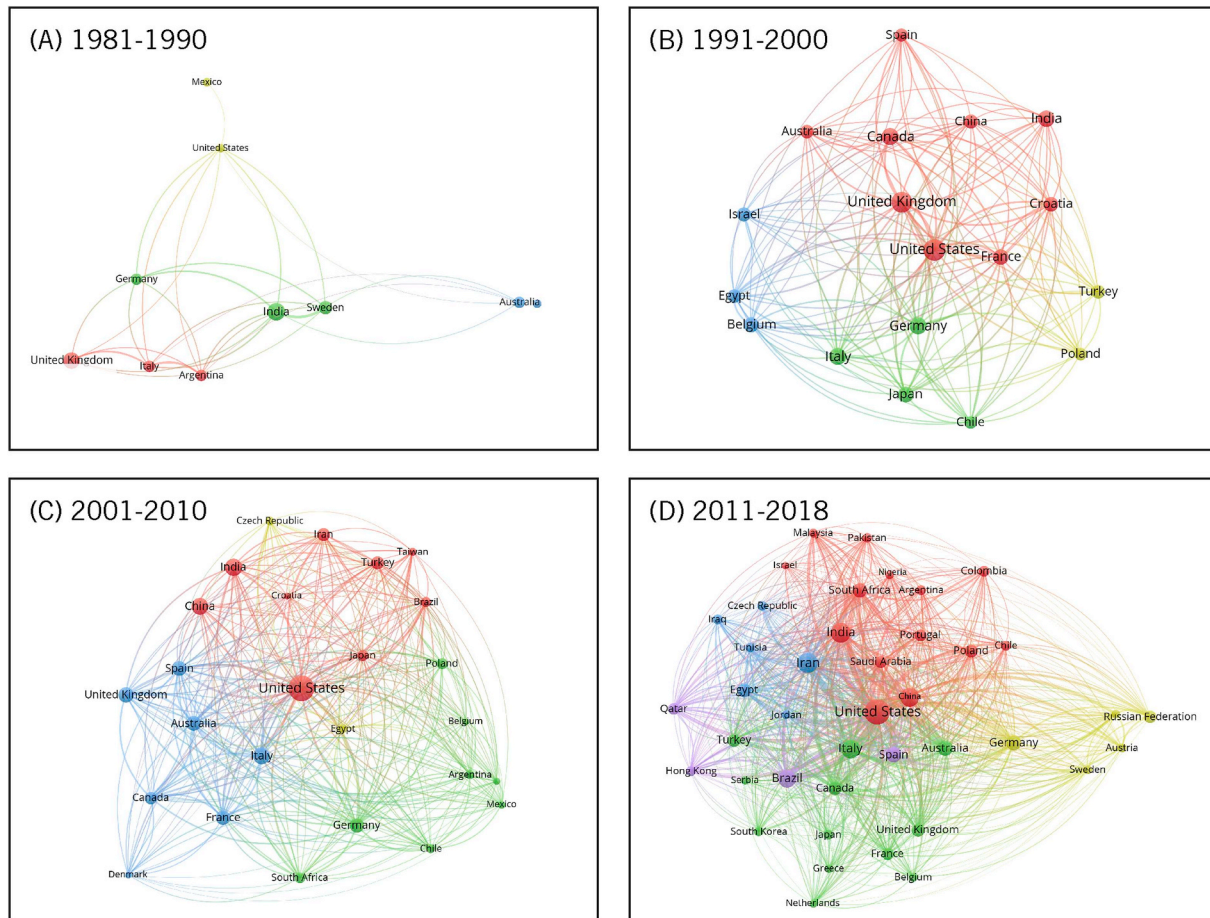 (A) 1981-1990
Mexico
United States
Germany
India
Sweden
Australia
United Kingdom
Italy
Argentina
(B) 1991-2000
Spain
Australia
Canada
China
India
United Kingdom
Croatia
Israel
United States
France
Egypt
Turkey
Belgium
Germany
Italy
Poland
Japan
Chile
(C) 2001-2010
Czech Republic
Iran
Taiwan
India
Turkey
Croatia
China
Brazil
Japan
Spain
Poland
United Kingdom
United States
Australia
Belgium
Egypt
Italy
Argentina
Canada
Mexico
France
Germany
Chile
Denmark
South Africa
(D) 2011-2018
Malaysia
Pakistan
Israel
Nigeria
Colombia
South Africa
Argentina
Czech Republic
Iraq
India
Portugal
Tunisia
Chile
Iran
Saudi Arabia
Poland
Egypt
China
Qatar
Jordan
United States
Russian Federation
Turkey
Italy
Spain
Australia
Germany
Austria
Hong Kong
Serbia
Brazil
Canada
Sweden
South Korea
Japan
United Kingdom
France
Greece
Belgium
Netherlands